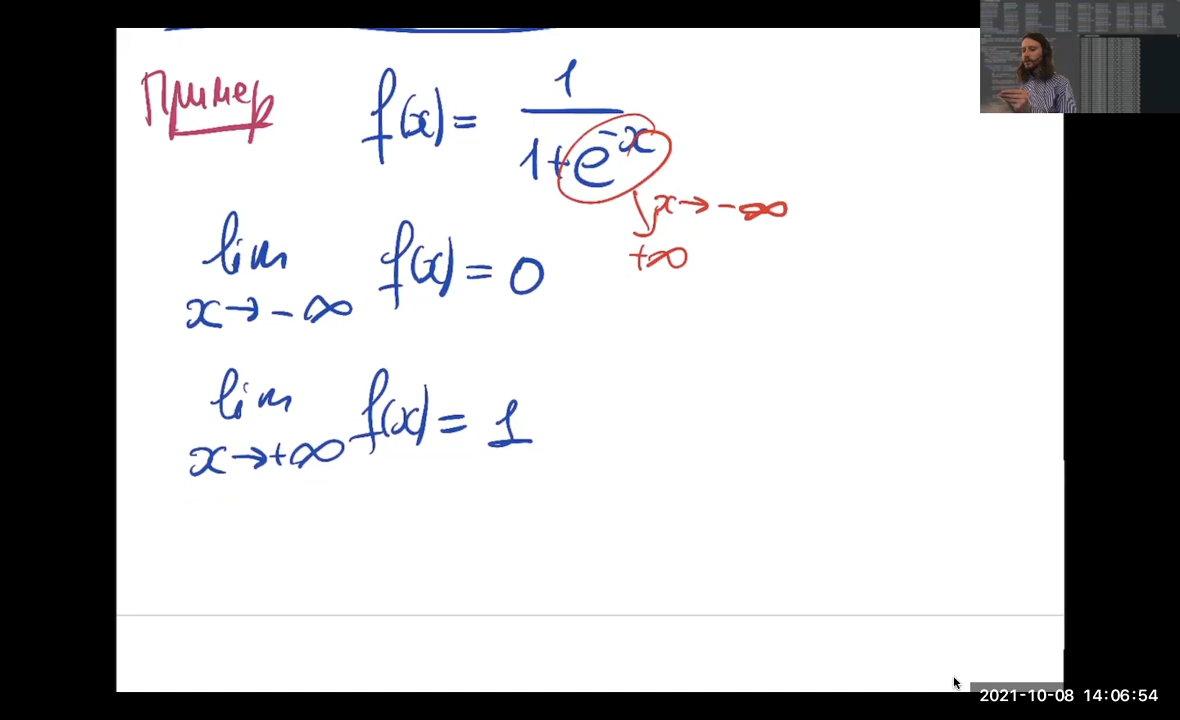 Пример f(x) = 1 / (1+e^{-x})
x → -∞
+∞
lim f(x) = 0
x → -∞
lim f(x) = 1
x → +∞
2021-10-08 14:06:54